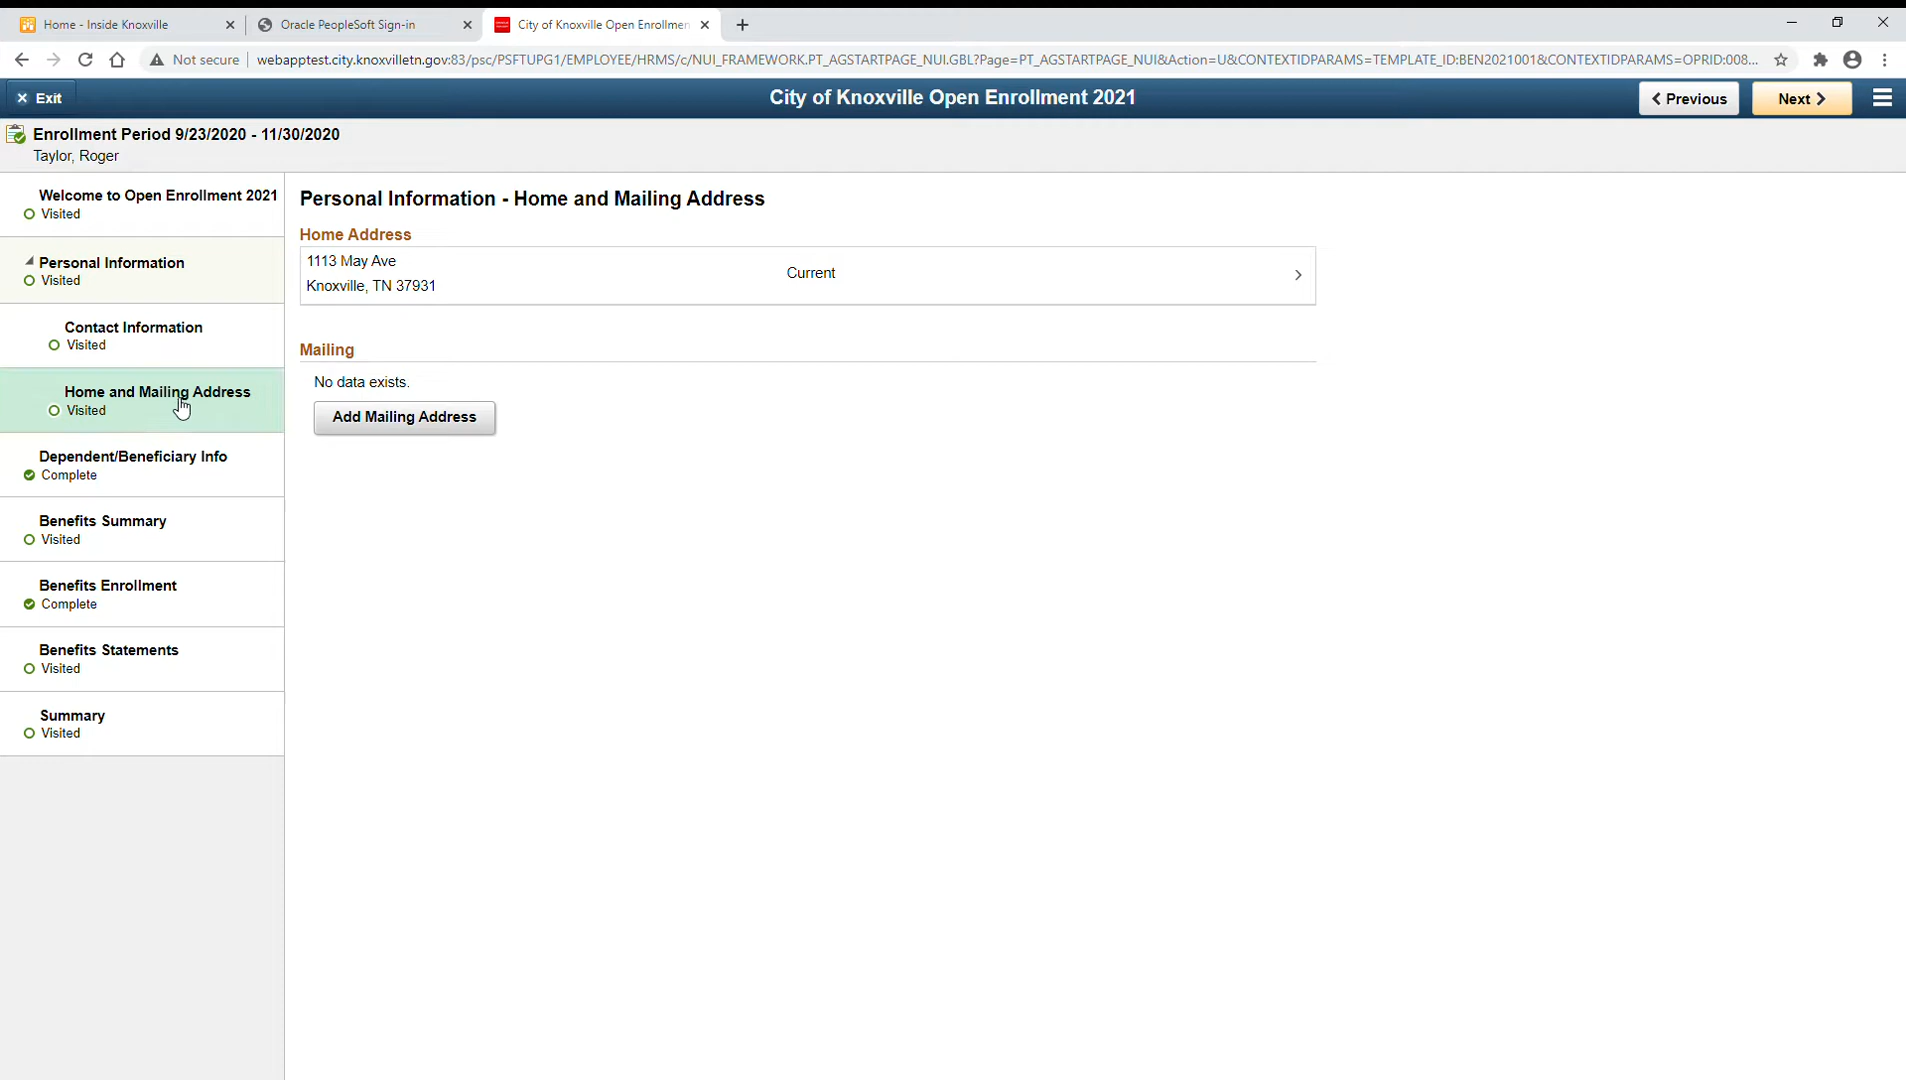 Home - Inside Knoxville
Oracle PeopleSoft Sign-in
City of Knoxville Open Enrollmen
Not secure
webapptest.city.knoxvilletn.gov:83/psc/PSFTUPG1/EMPLOYEE/HRMS/c/NUI_FRAMEWORK.PT_AGSTARTPAGE_NUI.GBL?Page=PT_AGSTARTPAGE_NUI&Action=U&CONTEXTIDPARAMS=TEMPLATE_ID:BEN2021001&CONTEXTIDPARAMS=OPRID:008...
Exit
City of Knoxville Open Enrollment 2021
Previous
Next
Enrollment Period 9/23/2020 - 11/30/2020
Taylor, Roger
Welcome to Open Enrollment 2021
Visited
Personal Information
Visited
Contact Information
Visited
Home and Mailing Address
Visited
Dependent/Beneficiary Info
Complete
Benefits Summary
Visited
Benefits Enrollment
Complete
Benefits Statements
Visited
Summary
Visited
Personal Information - Home and Mailing Address
Home Address
1113 May Ave
Knoxville, TN 37931
Current
Mailing
No data exists.
Add Mailing Address